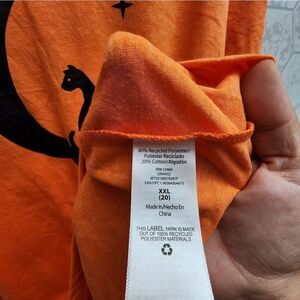 80% Recycled Polyester/
Poliéster Reciclado
20% Cotton/Algodón
ORANGE
XXL
(20)
Made in/Hecho En
China
THIS LABEL YARN IS MADE
OUT OF 100% RECYCLED
POLYESTER MATERIALS